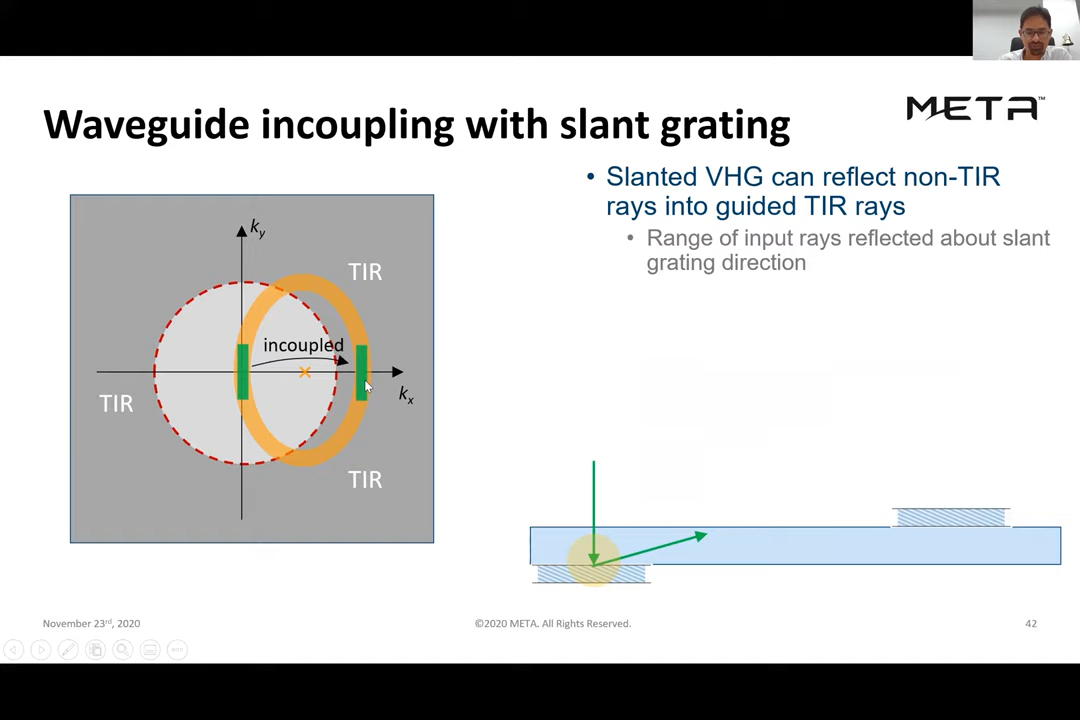 Waveguide incoupling with slant grating
META™
• Slanted VHG can reflect non-TIR
rays into guided TIR rays
• Range of input rays reflected about slant
grating direction
ky
TIR
incoupled
kx
TIR
TIR
November 23rd, 2020
©2020 META. All Rights Reserved.
42